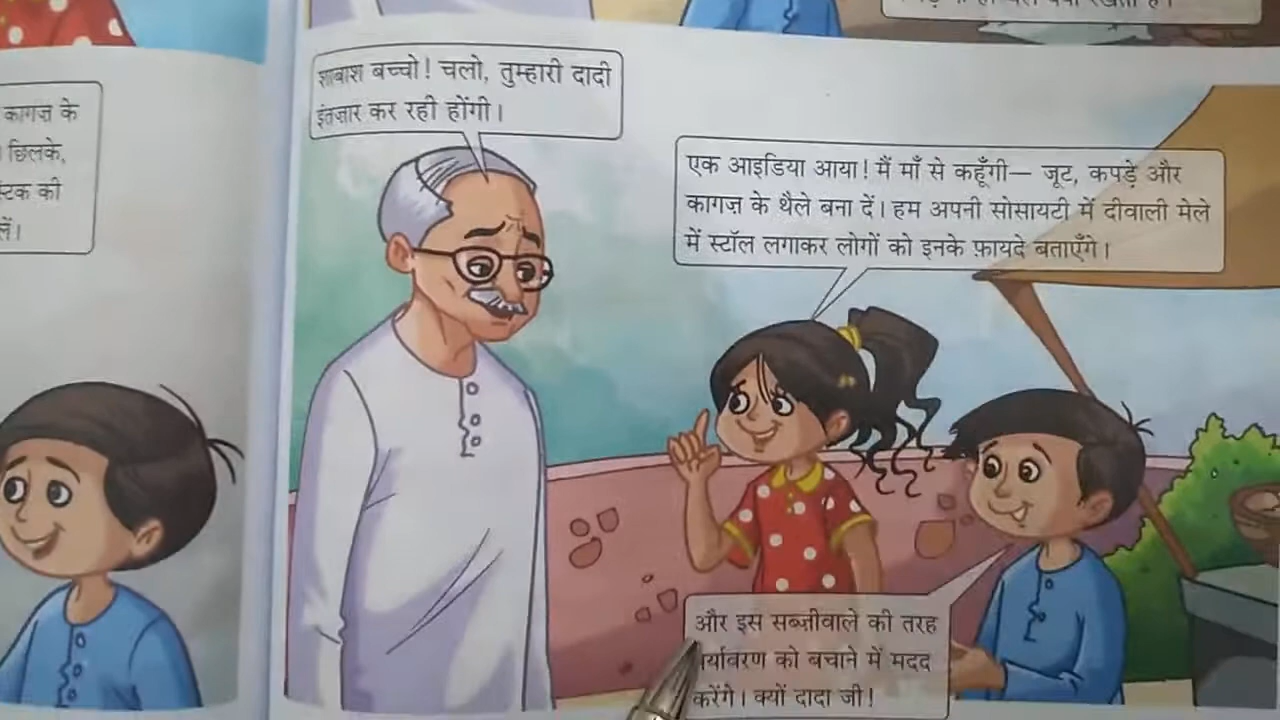 कागज़ के
छिलके,
की
शाबाश बच्चो! चलो, तुम्हारी दादी
इंतज़ार कर रही होंगी।
एक आइडिया आया! मैं माँ से कहूँगी— जूट, कपड़े और
कागज़ के थैले बना दें। हम अपनी सोसायटी में दीवाली मेले
में स्टॉल लगाकर लोगों को इनके फ़ायदे बताएँगे।
और इस सब्ज़ीवाले की तरह
पर्यावरण को बचाने में मदद
करेंगे। क्यों दादा जी!